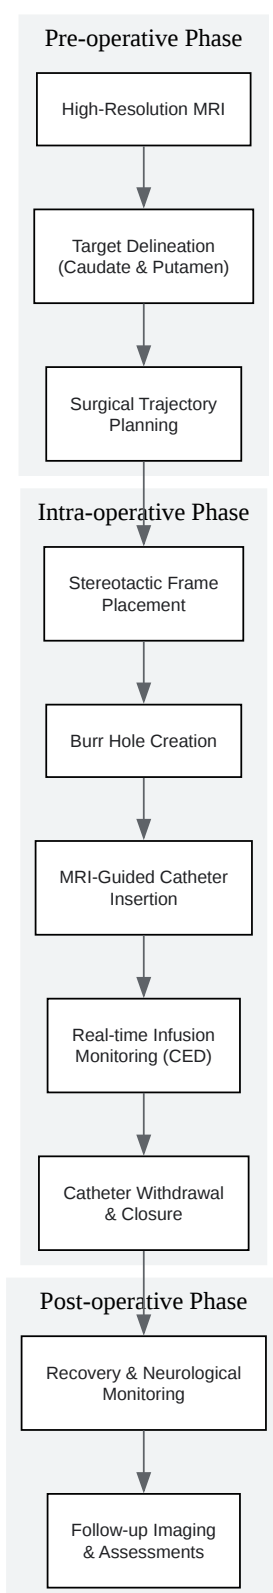 Pre-operative Phase
High-Resolution MRI
Target Delineation
(Caudate & Putamen)
Surgical Trajectory
Planning
Intra-operative Phase
Stereotactic Frame
Placement
Burr Hole Creation
MRI-Guided Catheter
Insertion
Real-time Infusion
Monitoring (CED)
Catheter Withdrawal
& Closure
Post-operative Phase
Recovery & Neurological
Monitoring
Follow-up Imaging
& Assessments